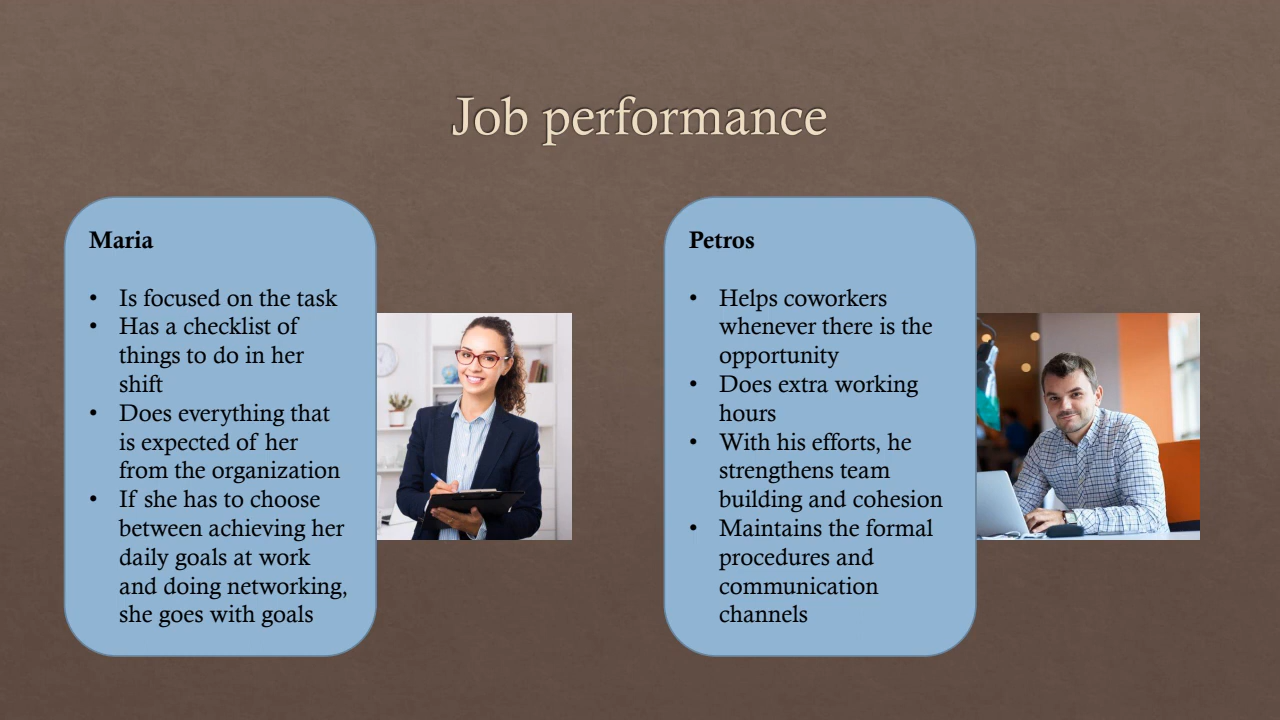 Job performance
Maria
• Is focused on the task
• Has a checklist of
things to do in her
shift
• Does everything that
is expected of her
from the organization
• If she has to choose
between achieving her
daily goals at work
and doing networking,
she goes with goals
Petros
• Helps coworkers
whenever there is the
opportunity
• Does extra working
hours
• With his efforts, he
strengthens team
building and cohesion
• Maintains the formal
procedures and
communication
channels